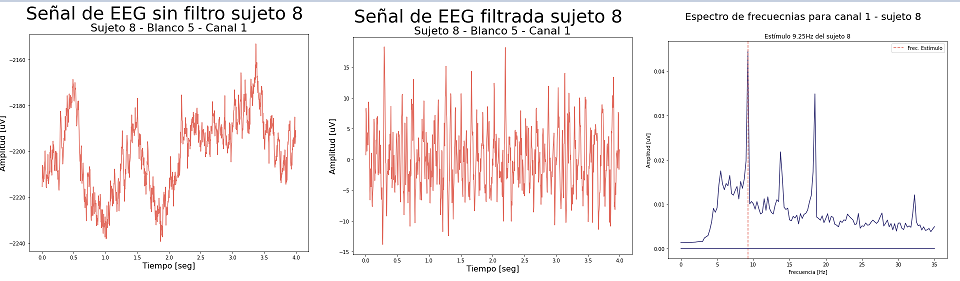 Señal de EEG sin filtro sujeto 8
Sujeto 8 - Blanco 5 - Canal 1
Amplitud [uV]
−2160
−2180
−2200
−2220
−2240
0.0 0.5 1.0 1.5 2.0 2.5 3.0 3.5 4.0
Tiempo [seg]
Señal de EEG filtrada sujeto 8
Sujeto 8 - Blanco 5 - Canal 1
Amplitud [uV]
15
10
5
0
−5
−10
−15
0.0 0.5 1.0 1.5 2.0 2.5 3.0 3.5 4.0
Tiempo [seg]
Espectro de frecuecnias para canal 1 - sujeto 8
Estímulo 9.25Hz del sujeto 8
Frec. Estímulo
Amplitud [uV]
0.04
0.03
0.02
0.01
0.00
0 5 10 15 20 25 30 35
Frecuencia [Hz]